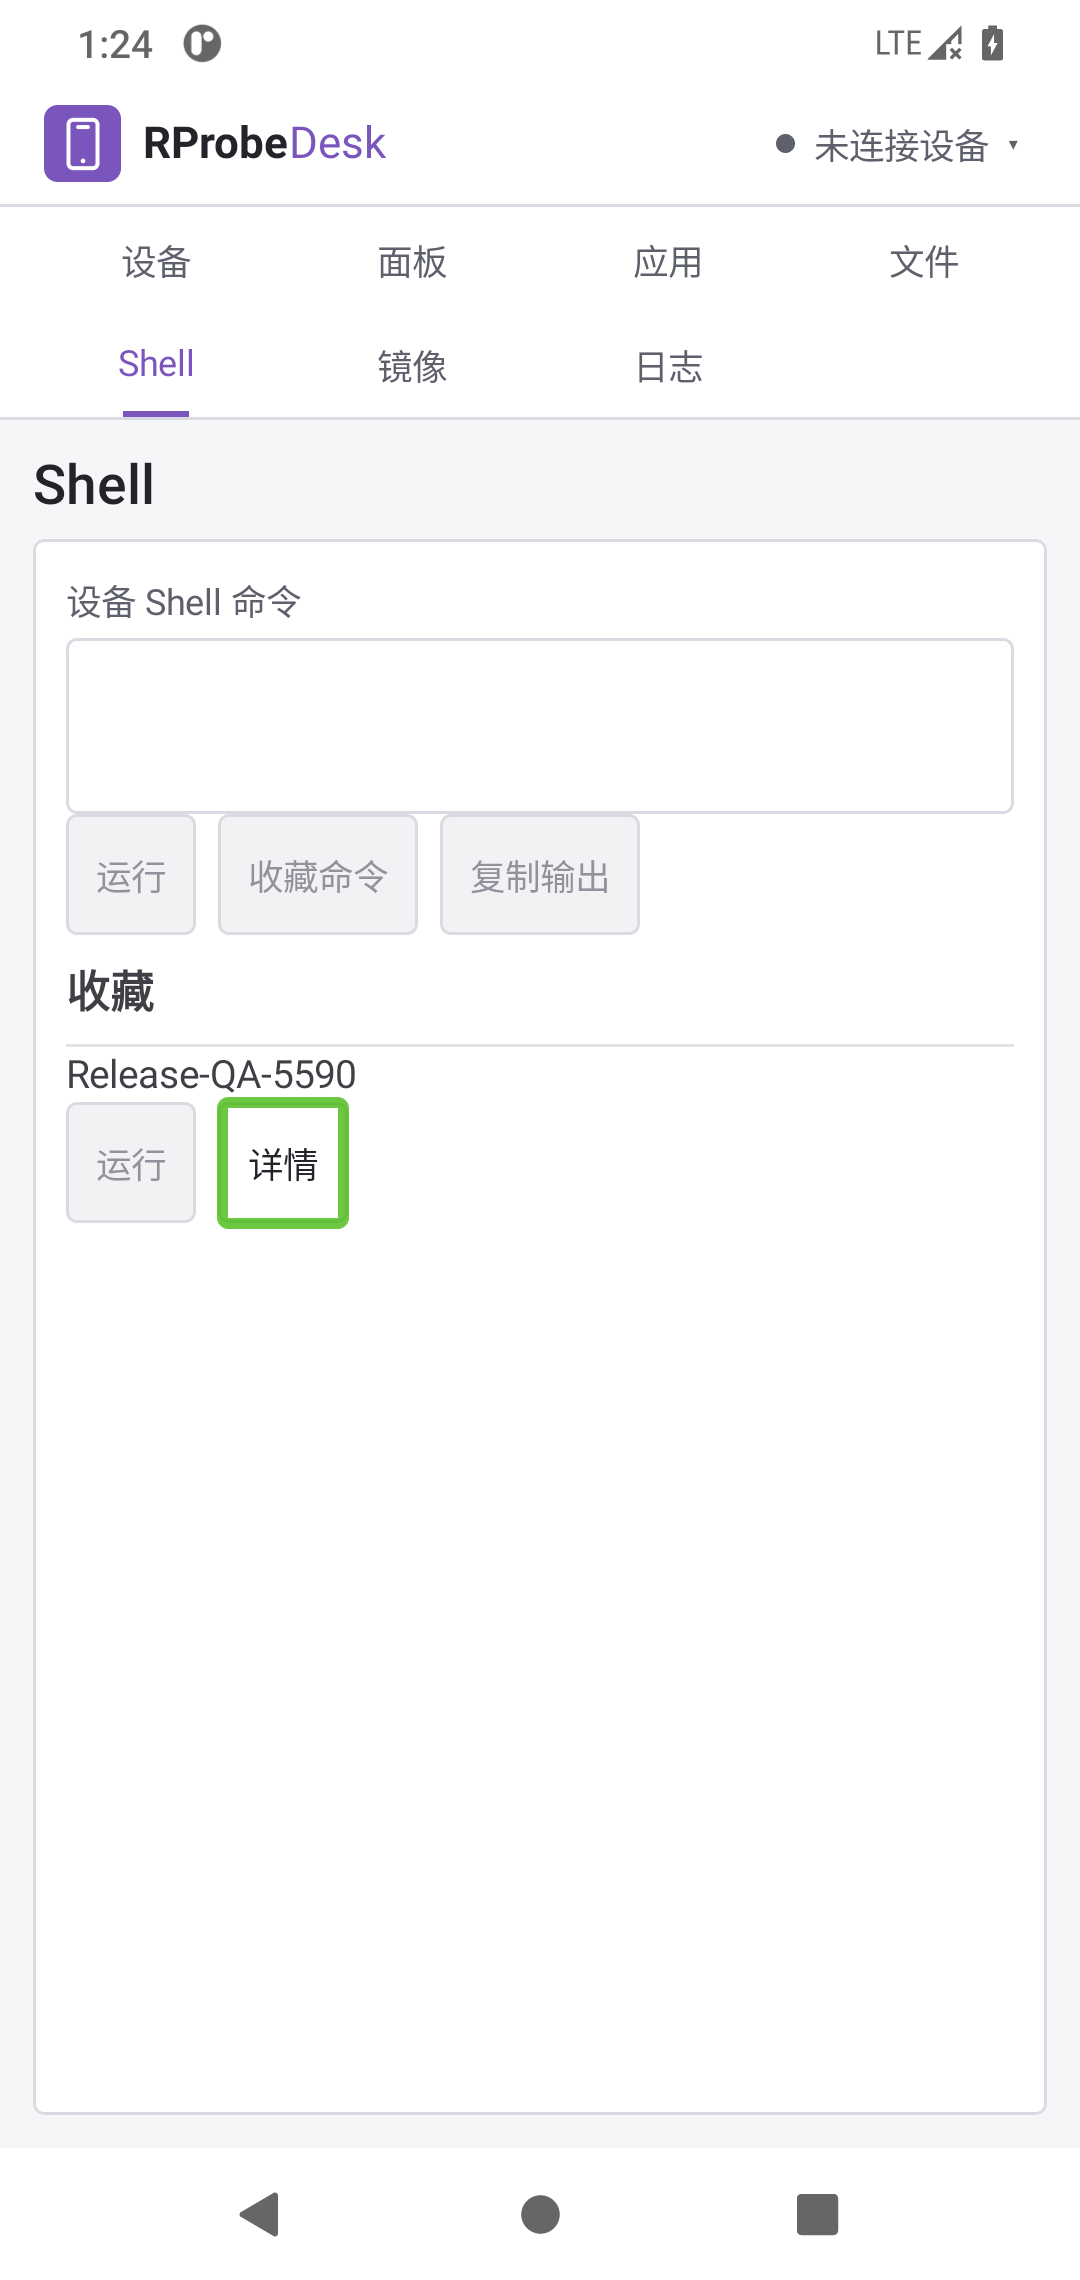 1:24 LTE
RProbeDesk 未连接设备 ▾
设备 面板 应用 文件
Shell 镜像 日志
Shell
设备 Shell 命令
运行 收藏命令 复制输出
收藏
Release-QA-5590
运行 详情